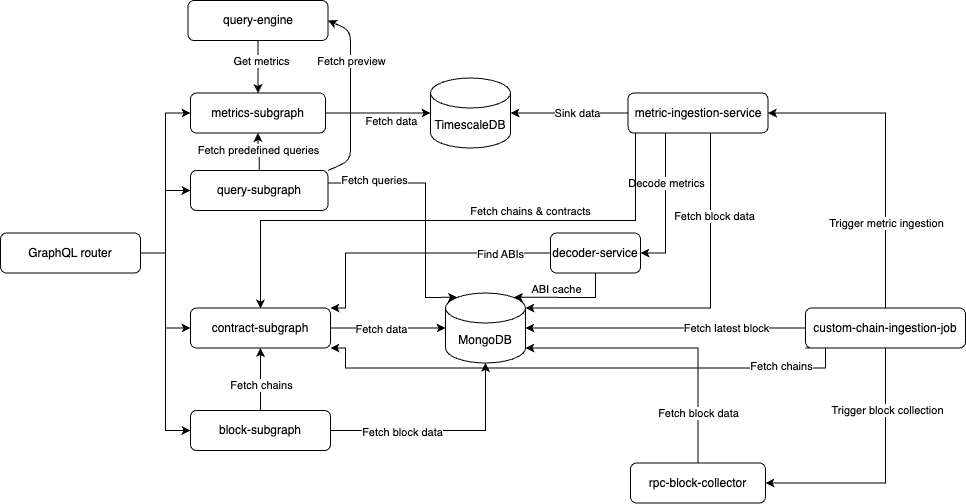 query-engine
Get metrics
Fetch preview
metrics-subgraph
Fetch data
TimescaleDB
Sink data
metric-ingestion-service
Fetch predefined queries
query-subgraph
Fetch queries
Decode metrics
Fetch chains & contracts
Fetch block data
Trigger metric ingestion
GraphQL router
Find ABIs
decoder-service
ABI cache
contract-subgraph
Fetch data
MongoDB
Fetch latest block
custom-chain-ingestion-job
Fetch chains
Fetch chains
Fetch block data
Trigger block collection
block-subgraph
Fetch block data
rpc-block-collector